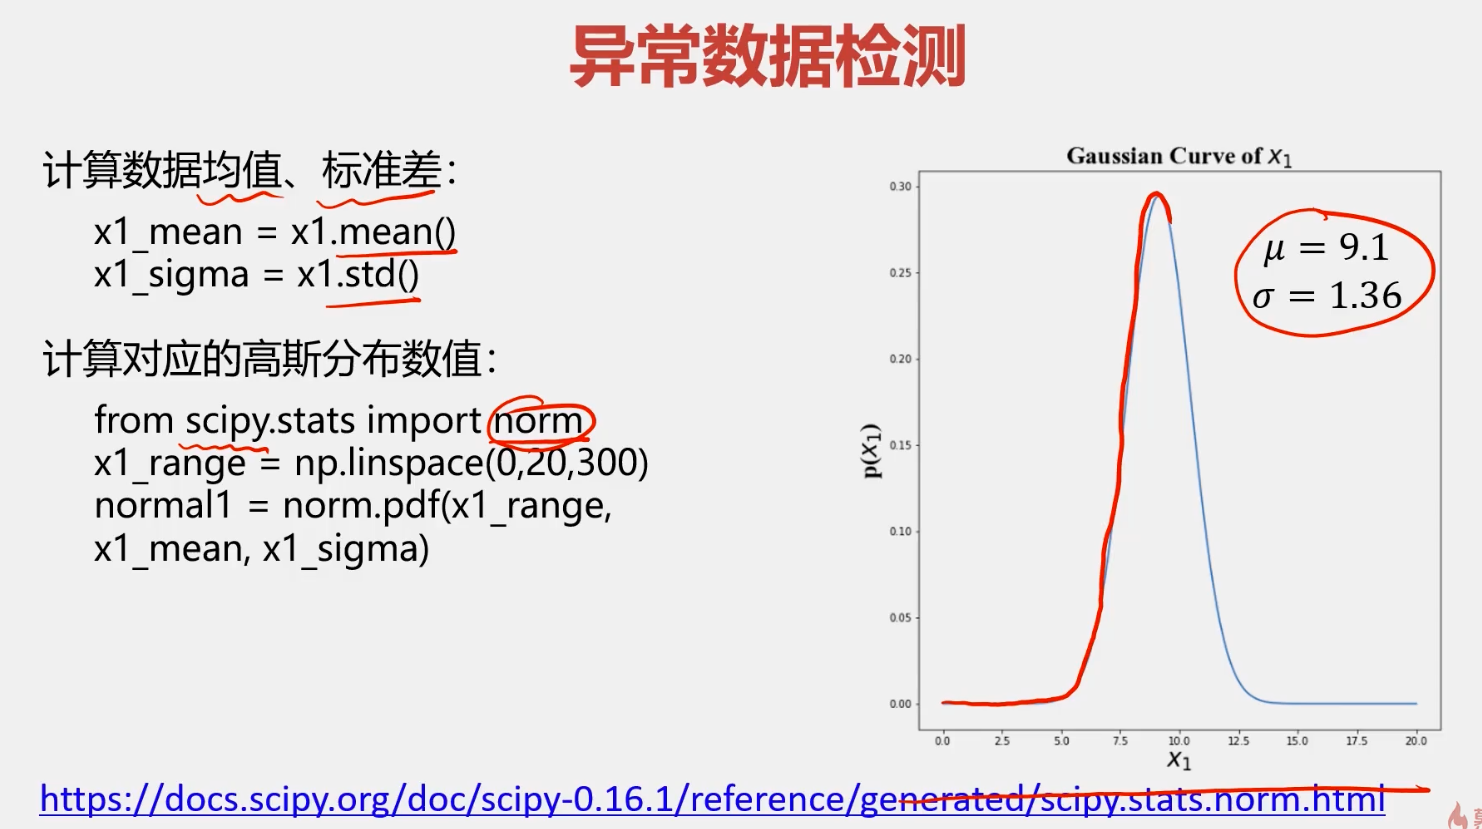 异常数据检测
计算数据均值、标准差：
x1_mean = x1.mean()
x1_sigma = x1.std()
计算对应的高斯分布数值：
from scipy.stats import norm
x1_range = np.linspace(0,20,300)
normal1 = norm.pdf(x1_range,
x1_mean, x1_sigma)
Gaussian Curve of x₁
μ = 9.1
σ = 1.36
p(x₁)
0.30
0.25
0.20
0.15
0.10
0.05
0.00
0.0 2.5 5.0 7.5 10.0 12.5 15.0 17.5 20.0
x₁
https://docs.scipy.org/doc/scipy-0.16.1/reference/generated/scipy.stats.norm.html